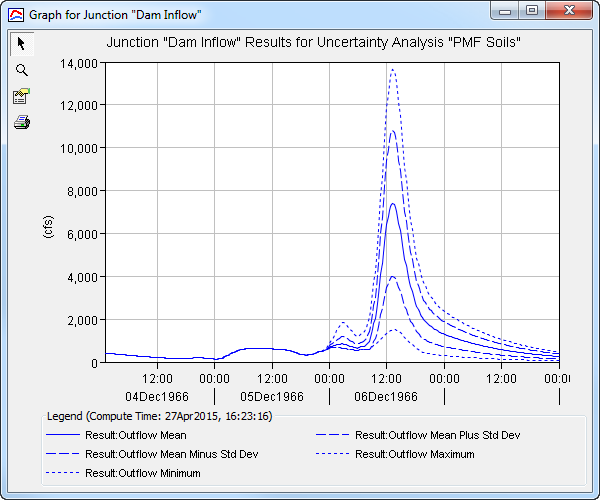 Graph for Junction "Dam Inflow"
Junction "Dam Inflow" Results for Uncertainty Analysis "PMF Soils"
14,000
12,000
10,000
8,000
6,000
4,000
2,000
0
(cfs)
12:00 00:00 12:00 00:00 12:00 00:00 12:00 00:0
04Dec1966 05Dec1966 06Dec1966
Legend (Compute Time: 27Apr2015, 16:23:16)
Result:Outflow Mean Result:Outflow Mean Plus Std Dev
Result:Outflow Mean Minus Std Dev Result:Outflow Maximum
Result:Outflow Minimum